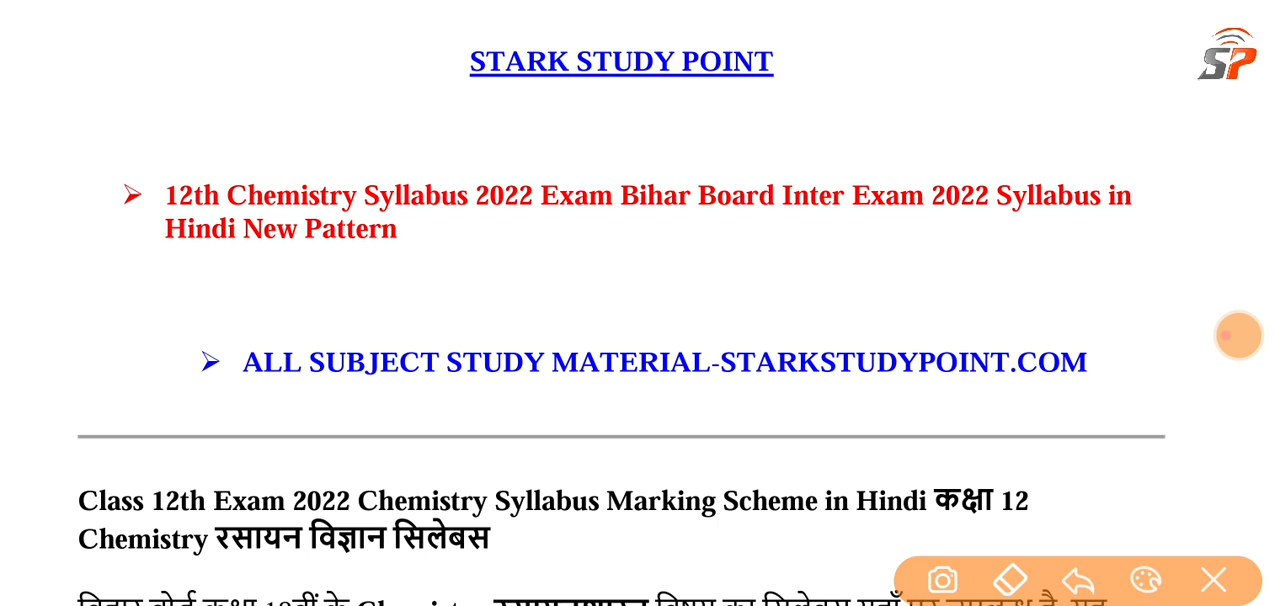 STARK STUDY POINT
SP
➢ 12th Chemistry Syllabus 2022 Exam Bihar Board Inter Exam 2022 Syllabus in
Hindi New Pattern
➢ ALL SUBJECT STUDY MATERIAL-STARKSTUDYPOINT.COM
Class 12th Exam 2022 Chemistry Syllabus Marking Scheme in Hindi कक्षा 12
Chemistry रसायन विज्ञान सिलेबस